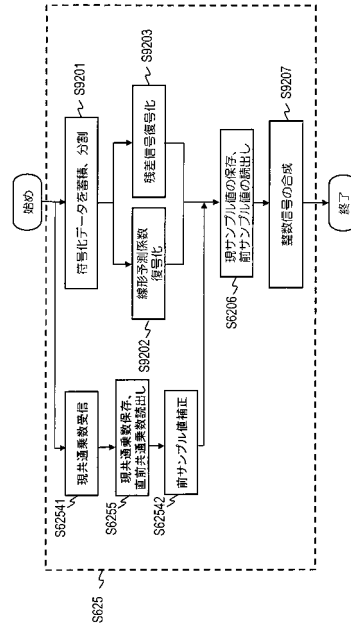 始め
S9201
符号化データを蓄積、分割
S9203
残差信号復号化
線形予測係数
復号化
S9202
S62541
現共通乗数受信
S6255
現共通乗数保存、
直前共通乗数読出し
S62542
前サンプル値補正
現サンプル値の保存、
前サンプル値の読出し
S6206
S9207
整数信号の合成
終了
S625